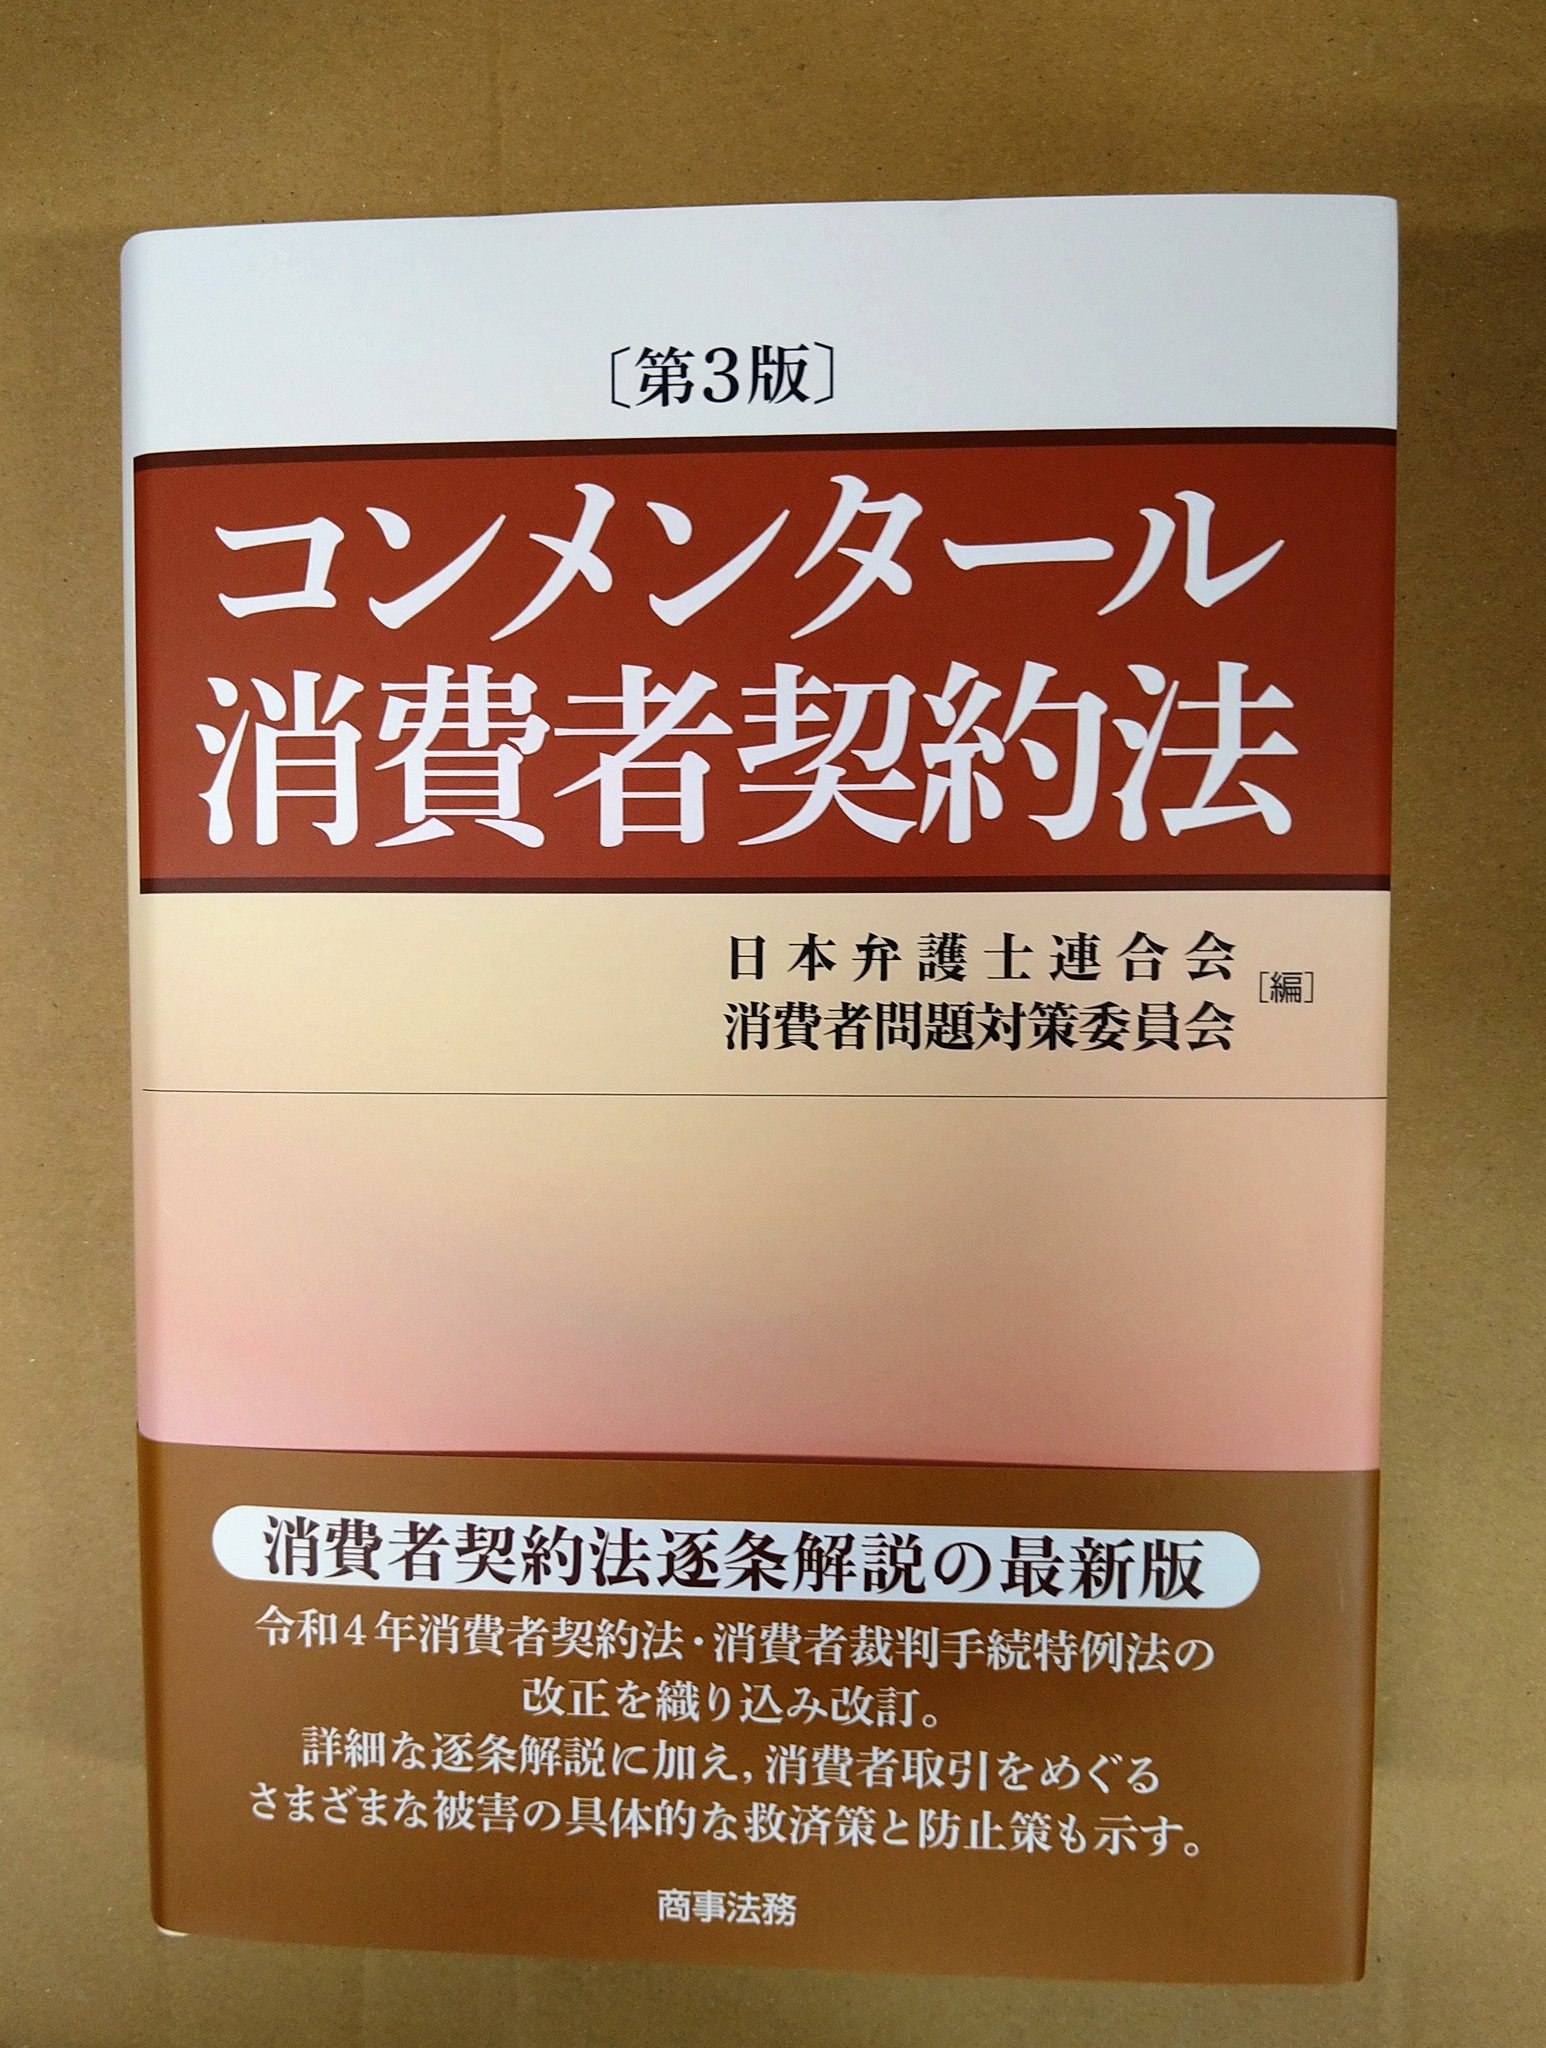 〔第3版〕
コンメンタール
消費者契約法
日本弁護士連合会
消費者問題対策委員会
[編]
消費者契約法逐条解説の最新版
令和4年消費者契約法・消費者裁判手続特例法の
改正を織り込み改訂。
詳細な逐条解説に加え,消費者取引をめぐる
さまざまな被害の具体的な救済策と防止策も示す。
商事法務